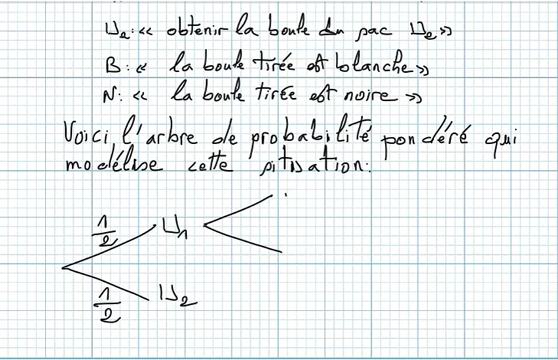 U₂: « obtenir la boule du sac U₂ »
B: « la boule tirée est blanche »
N: « la boule tirée est noire »
Voici l'arbre de probabilité pondéré qui
modélise cette situation:
1/2 U₁
1/2 U₂